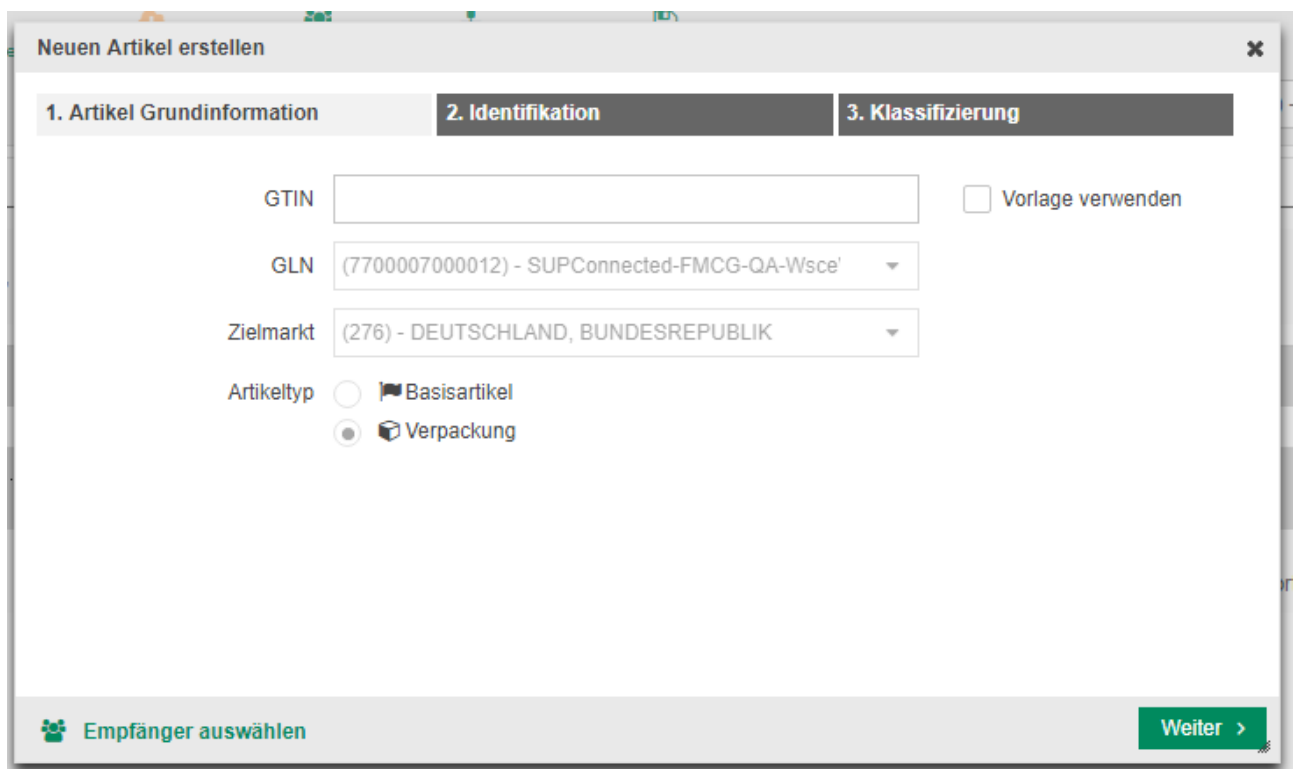 Neuen Artikel erstellen
1. Artikel Grundinformation
2. Identifikation
3. Klassifizierung
GTIN
Vorlage verwenden
GLN (7700007000012) - SUPConnected-FMCG-QA-Wsce
Zielmarkt (276) - DEUTSCHLAND, BUNDESREPUBLIK
Artikeltyp
Basisartikel
Verpackung
Empfänger auswählen
Weiter